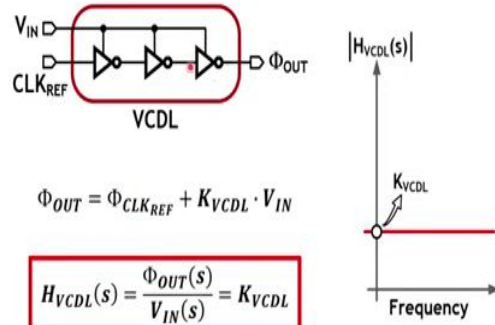 V_IN
CLK_REF
Φ_OUT
VCDL
Φ_OUT = Φ_CLK_REF + K_VCDL · V_IN
H_VCDL(s) = Φ_OUT(s) / V_IN(s) = K_VCDL
|H_VCDL(s)|
K_VCDL
Frequency